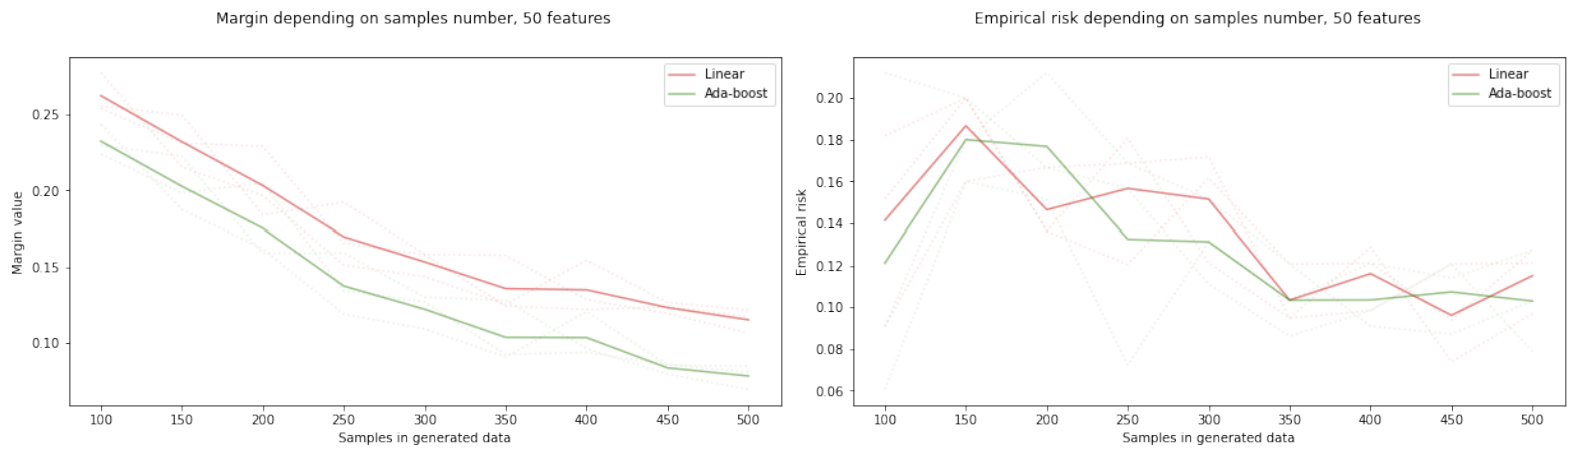 Margin depending on samples number, 50 features
Linear
Ada-boost
Margin value
0.25
0.20
0.15
0.10
100 150 200 250 300 350 400 450 500
Samples in generated data
Empirical risk depending on samples number, 50 features
Linear
Ada-boost
Empirical risk
0.20
0.18
0.16
0.14
0.12
0.10
0.08
0.06
100 150 200 250 300 350 400 450 500
Samples in generated data